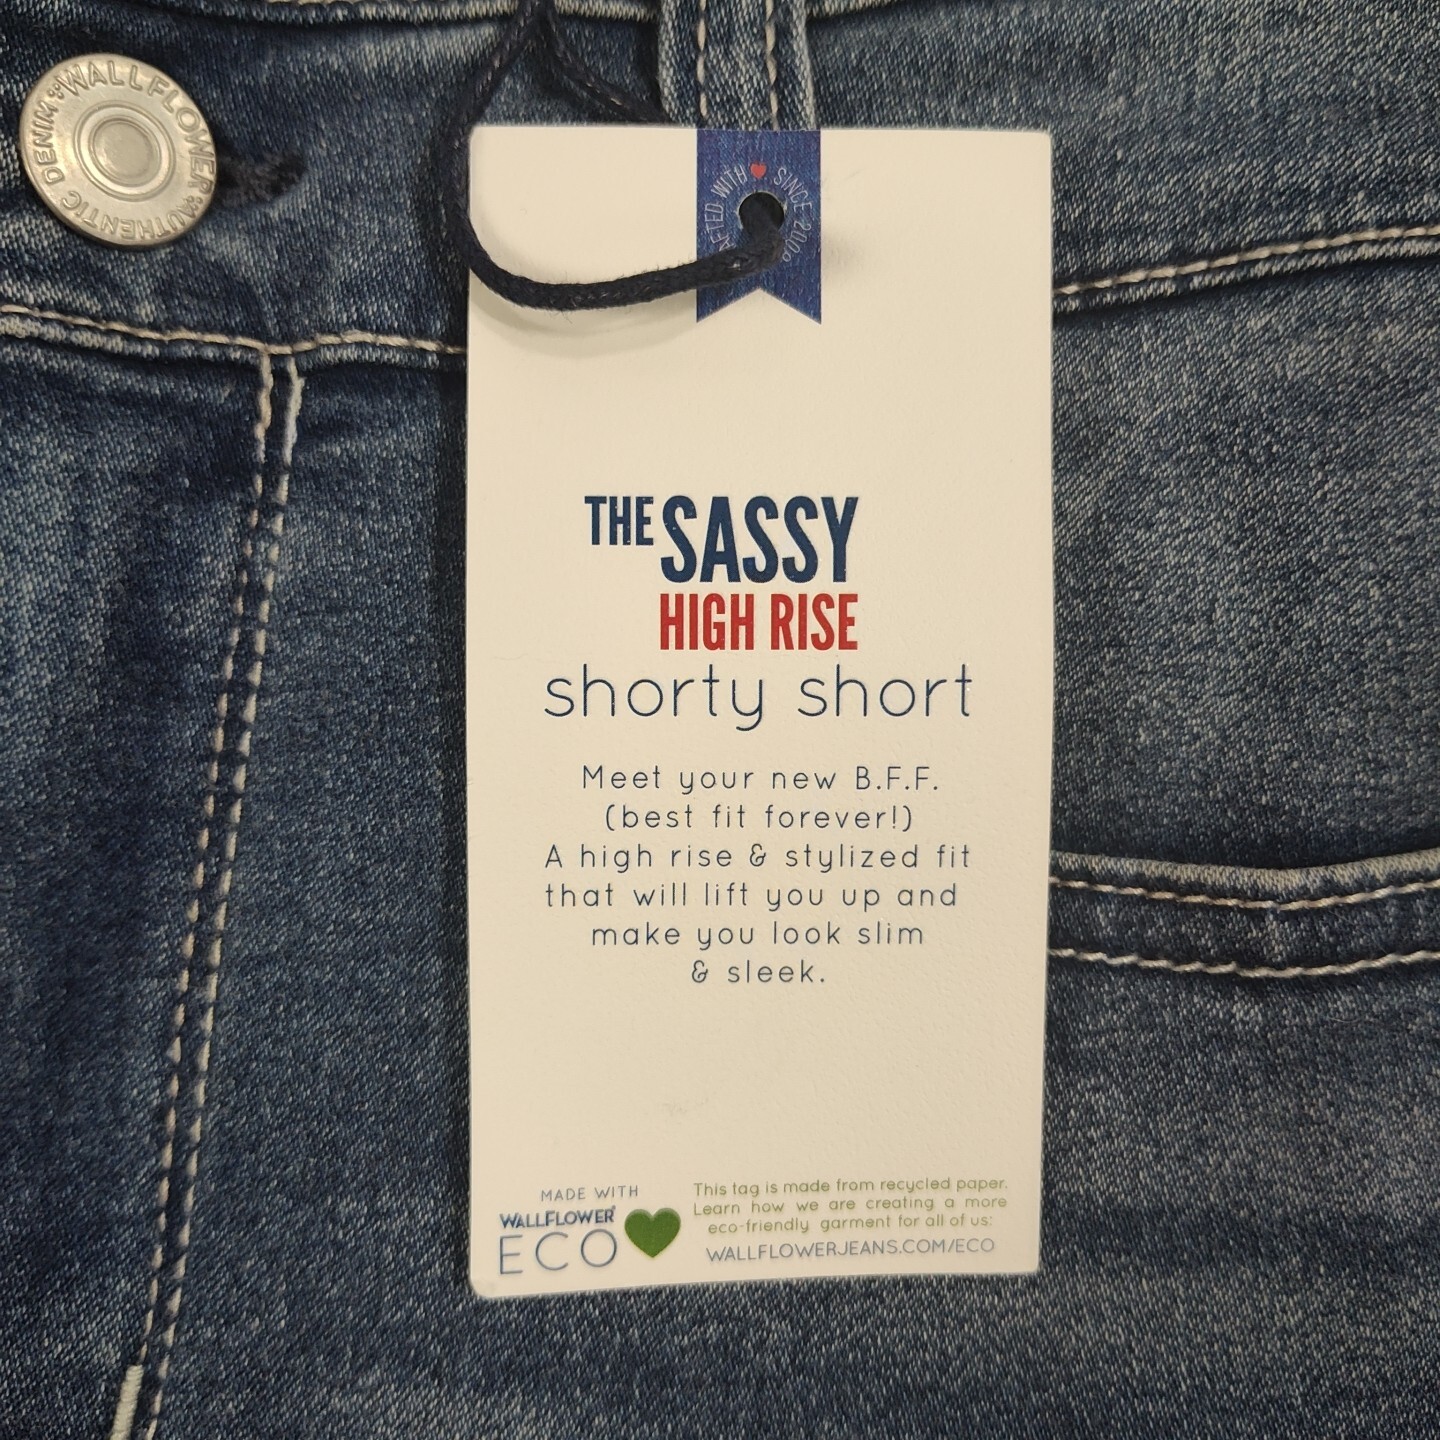 WALLFLOWER
AUTHENTIC DENIM
WITH ♥ SINCE
THE SASSY
HIGH RISE
shorty short
Meet your new B.F.F.
(best fit forever!)
A high rise & stylized fit
that will lift you up and
make you look slim
& sleek.
MADE WITH
WALLFLOWER
ECO
This tag is made from recycled paper.
Learn how we are creating a more
eco-friendly garment for all of us:
WALLFLOWERJEANS.COM/ECO